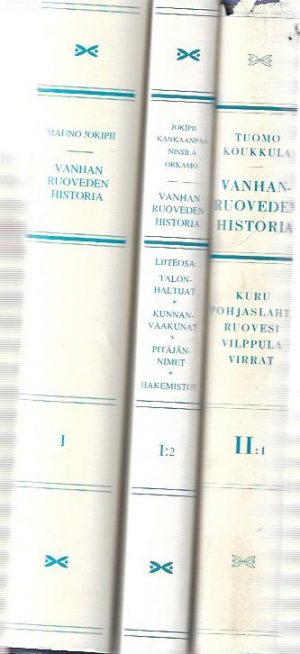 MAUNO JOKIPII
VANHAN
RUOVEDEN
HISTORIA
I
JOKIPII
KANKAANPÄÄ
NISSILÄ
ORKAMO
VANHAN
RUOVEDEN
HISTORIA
LIITEOSA:
TALON-
HALTIJAT
*
KUNNAN-
VAAKUNAT
*
PITÄJÄN-
NIMET
*
HAKEMISTOT
I:2
TUOMO
KOUKKULA
VANHAN-
RUOVEDEN
HISTORIA
KURU
POHJASLAHTI
RUOVESI
VILPPULA
VIRRAT
II:1